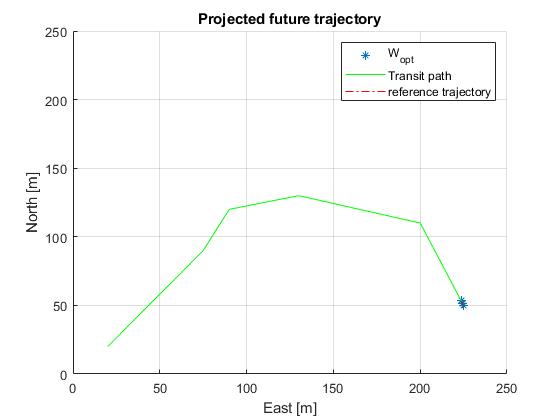 Projected future trajectory
W_opt
Transit path
reference trajectory
250
200
150
100
50
0
North [m]
0 50 100 150 200 250
East [m]